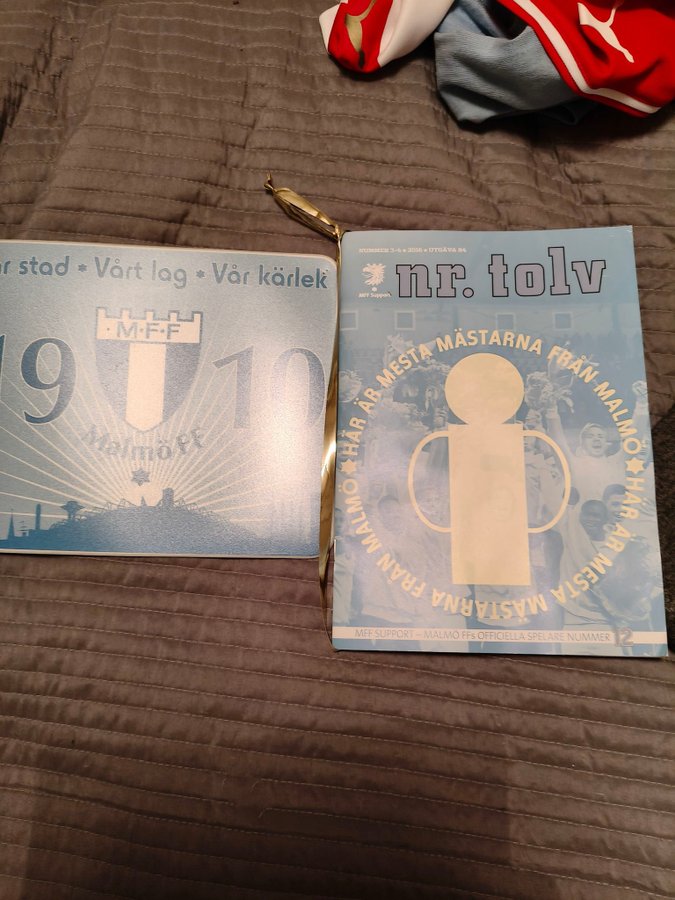 r stad * Vårt lag * Vår kärlek
19 10
M·F·F
Malmö FF
NUMMER 3-4 • 2016 • UTGÅVA 84
nr. tolv
MFF Support.
HÄR ÄR MESTA MÄSTARNA FRÅN MALMÖ ★ HÄR ÄR MESTA MÄSTARNA FRÅN MALMÖ ★
MFF SUPPORT – MALMÖ FFs OFFICIELLA SPELARE NUMMER 12